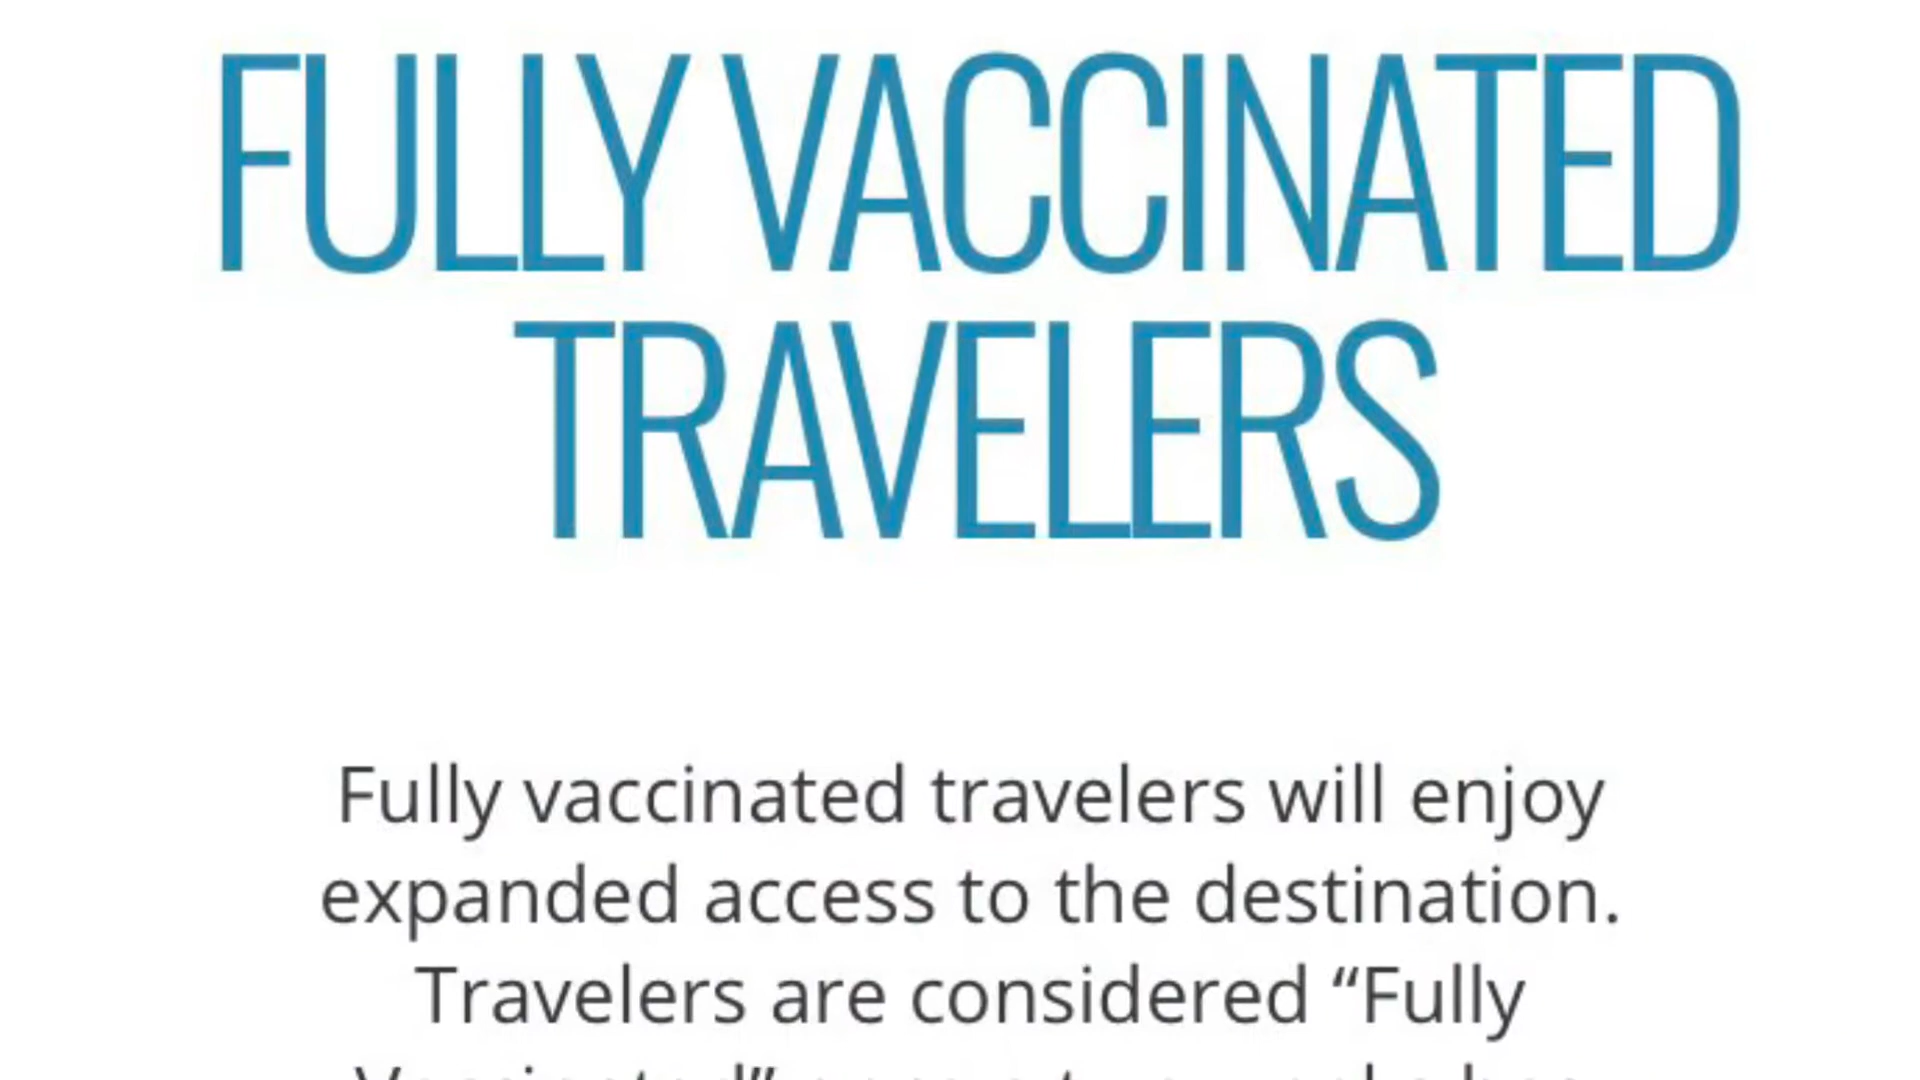 FULLY VACCINATED
TRAVELERS
Fully vaccinated travelers will enjoy
expanded access to the destination.
Travelers are considered “Fully